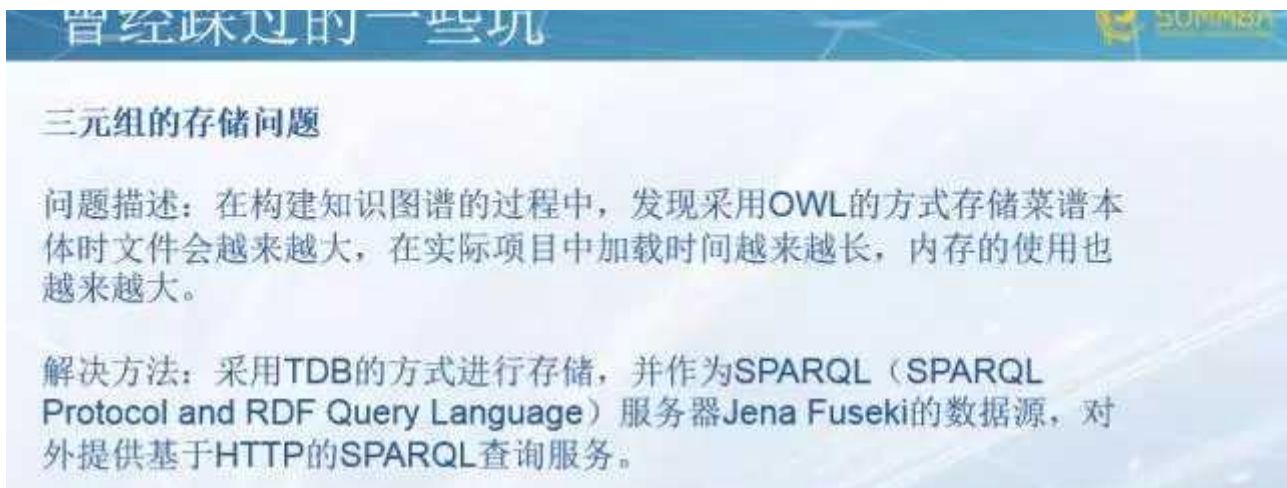 曾经踩过的一些坑
SUMMBA
三元组的存储问题
问题描述：在构建知识图谱的过程中，发现采用OWL的方式存储菜谱本
体时文件会越来越大，在实际项目中加载时间越来越长，内存的使用也
越来越大。
解决方法：采用TDB的方式进行存储，并作为SPARQL（SPARQL
Protocol and RDF Query Language）服务器Jena Fuseki的数据源，对
外提供基于HTTP的SPARQL查询服务。